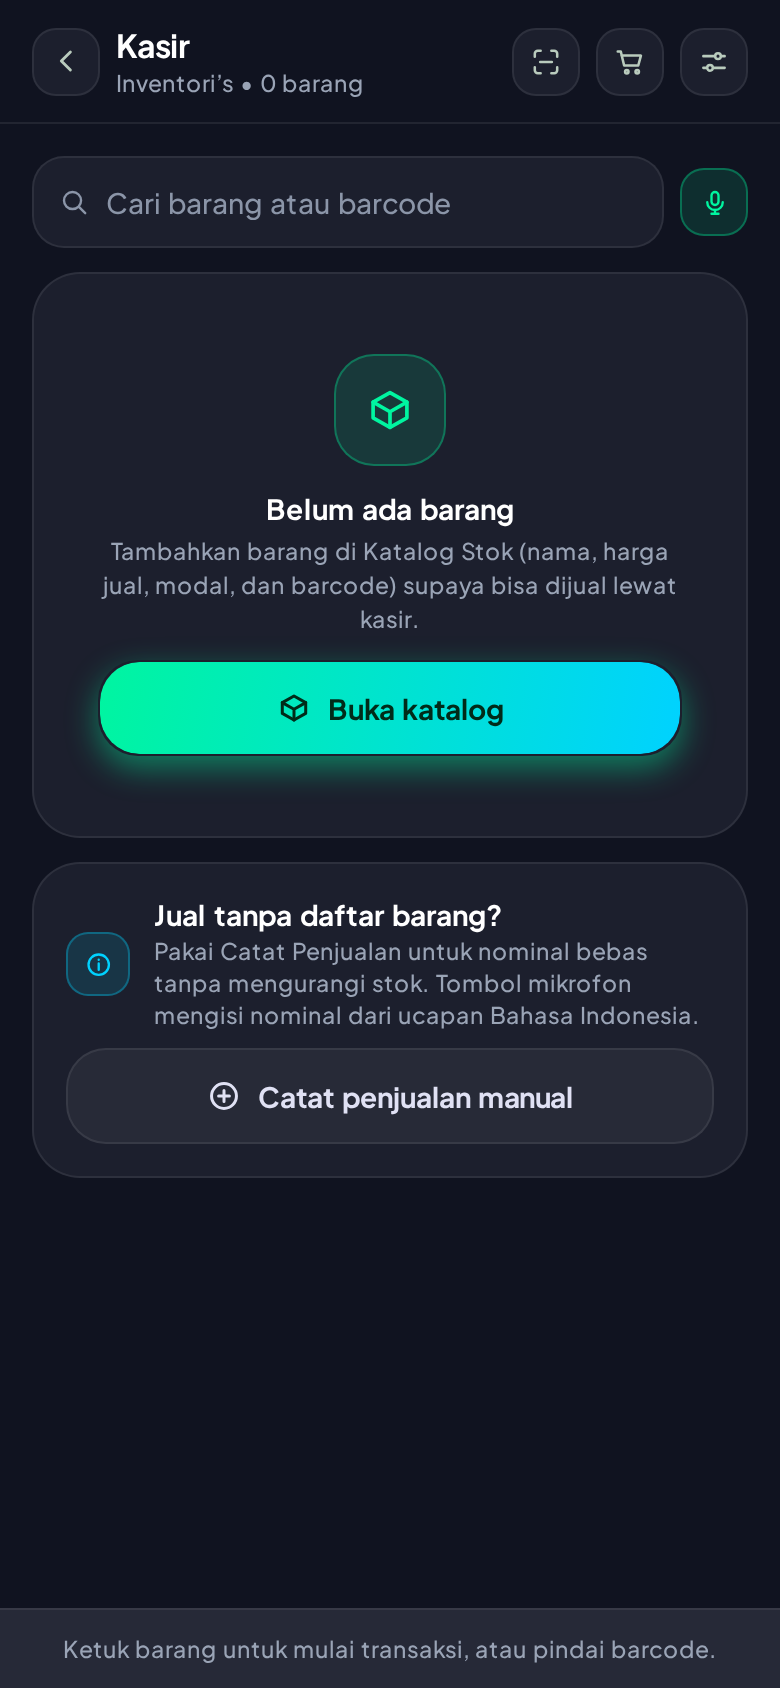 Kasir
Inventori’s • 0 barang
Cari barang atau barcode
Belum ada barang
Tambahkan barang di Katalog Stok (nama, harga
jual, modal, dan barcode) supaya bisa dijual lewat
kasir.
Buka katalog
Jual tanpa daftar barang?
Pakai Catat Penjualan untuk nominal bebas
tanpa mengurangi stok. Tombol mikrofon
mengisi nominal dari ucapan Bahasa Indonesia.
Catat penjualan manual
Ketuk barang untuk mulai transaksi, atau pindai barcode.